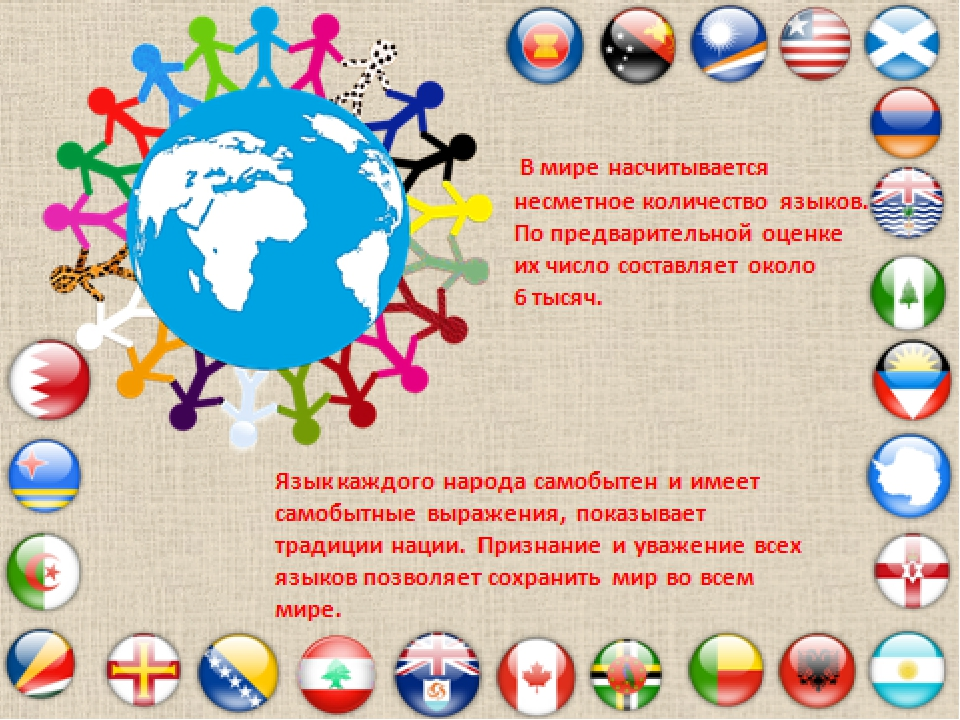 В мире насчитывается
несметное количество языков.
По предварительной оценке
их число составляет около
6 тысяч.
Язык каждого народа самобытен и имеет
самобытные выражения, показывает
традиции нации. Признание и уважение всех
языков позволяет сохранить мир во всем
мире.